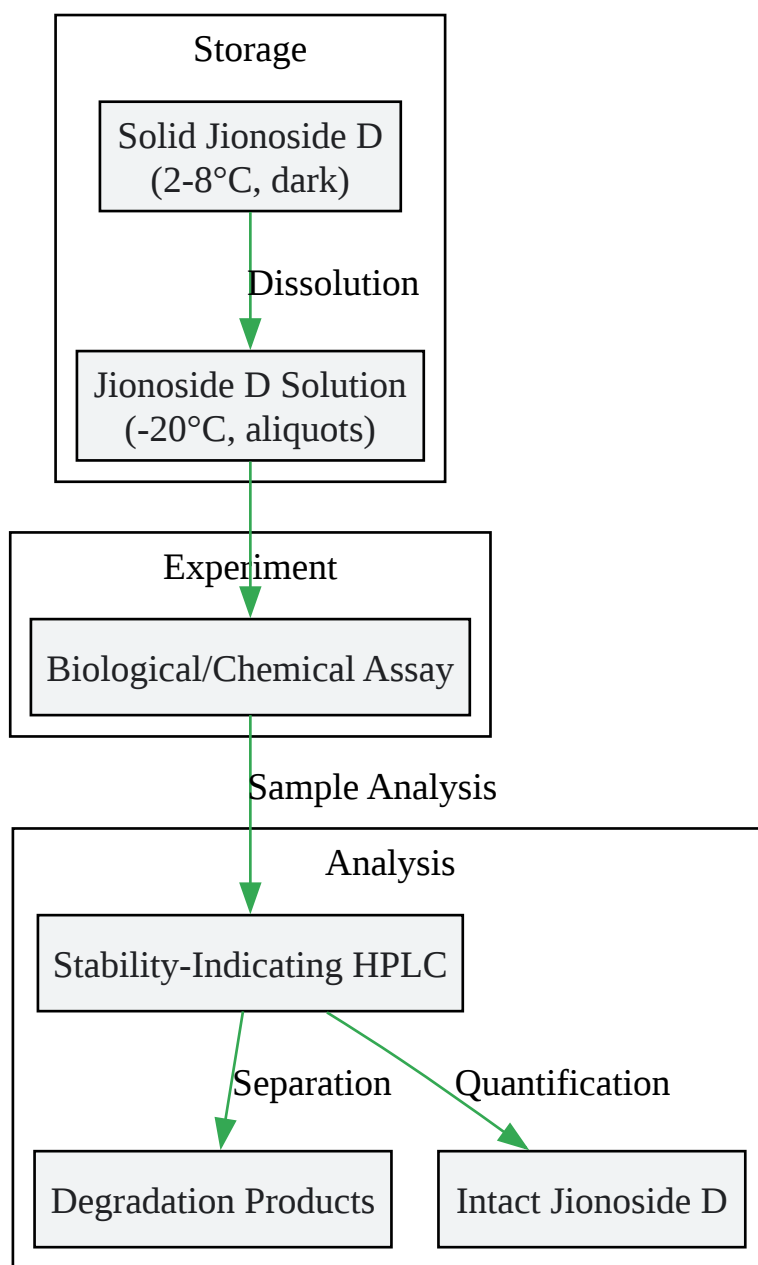 Storage
Solid Jionoside D
(2-8°C, dark)
Dissolution
Jionoside D Solution
(-20°C, aliquots)
Experiment
Biological/Chemical Assay
Sample Analysis
Analysis
Stability-Indicating HPLC
Separation
Quantification
Degradation Products
Intact Jionoside D